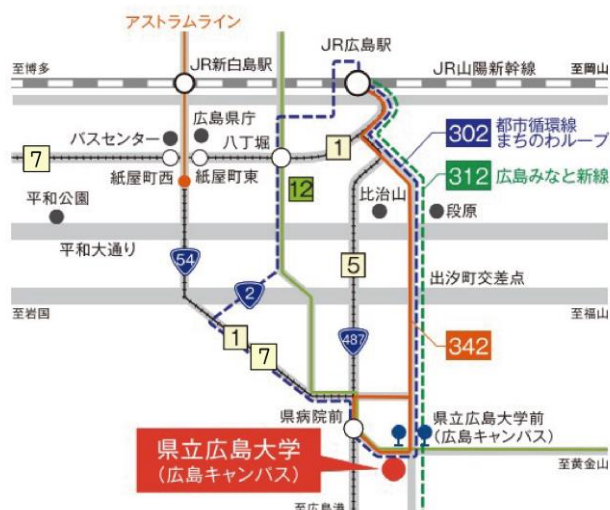 アストラムライン
JR広島駅
至博多
JR新白島駅
JR山陽新幹線
至岡山
広島県庁
バスセンター
八丁堀
1
302 都市循環線
まちのわループ
7
紙屋町西
紙屋町東
12
312 広島みなと新線
平和公園
比治山
段原
平和大通り
54
5
出汐町交差点
2
至岩国
至福山
1
487
342
7
県病院前
県立広島大学前
(広島キャンパス)
県立広島大学
(広島キャンパス)
至黄金山
至広島港